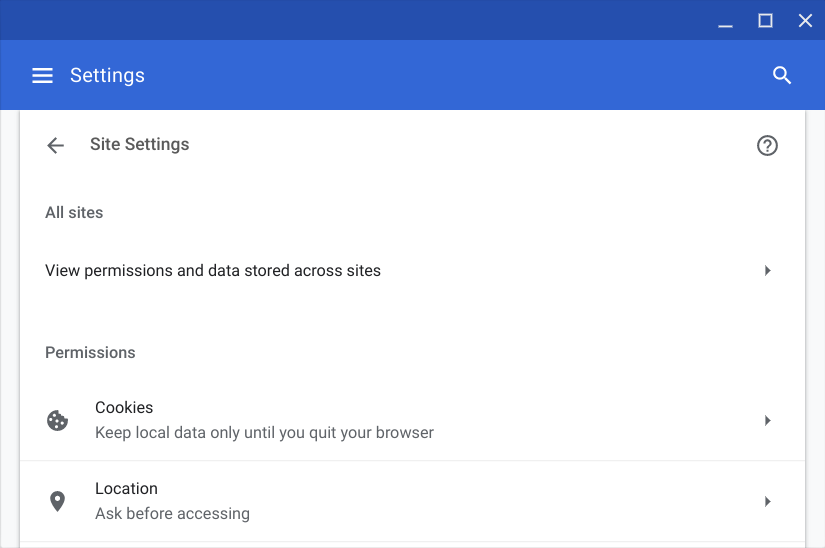 Settings
Site Settings
All sites
View permissions and data stored across sites
Permissions
Cookies
Keep local data only until you quit your browser
Location
Ask before accessing